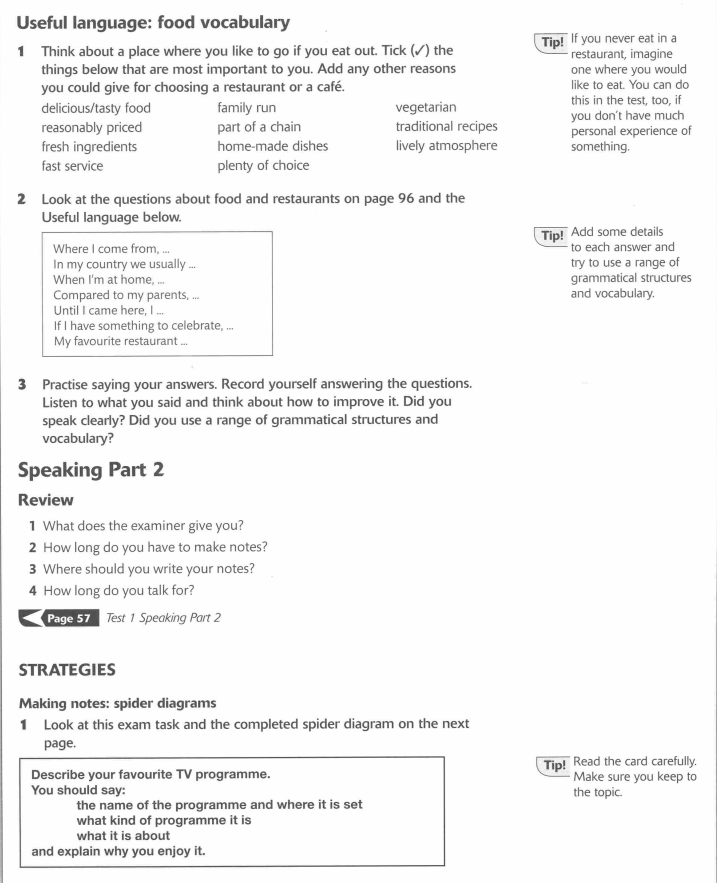 Useful language: food vocabulary
1 Think about a place where you like to go if you eat out. Tick (✓) the
things below that are most important to you. Add any other reasons
you could give for choosing a restaurant or a café.
delicious/tasty food family run vegetarian
reasonably priced part of a chain traditional recipes
fresh ingredients home-made dishes lively atmosphere
fast service plenty of choice
Tip! If you never eat in a
restaurant, imagine
one where you would
like to eat. You can do
this in the test, too, if
you don't have much
personal experience of
something.
2 Look at the questions about food and restaurants on page 96 and the
Useful language below.
Where I come from, ...
In my country we usually ...
When I'm at home, ...
Compared to my parents, ...
Until I came here, I ...
If I have something to celebrate, ...
My favourite restaurant ...
Tip! Add some details
to each answer and
try to use a range of
grammatical structures
and vocabulary.
3 Practise saying your answers. Record yourself answering the questions.
Listen to what you said and think about how to improve it. Did you
speak clearly? Did you use a range of grammatical structures and
vocabulary?
Speaking Part 2
Review
1 What does the examiner give you?
2 How long do you have to make notes?
3 Where should you write your notes?
4 How long do you talk for?
Page 57 Test 1 Speaking Part 2
STRATEGIES
Making notes: spider diagrams
1 Look at this exam task and the completed spider diagram on the next
page.
Describe your favourite TV programme.
You should say:
the name of the programme and where it is set
what kind of programme it is
what it is about
and explain why you enjoy it.
Tip! Read the card carefully.
Make sure you keep to
the topic.